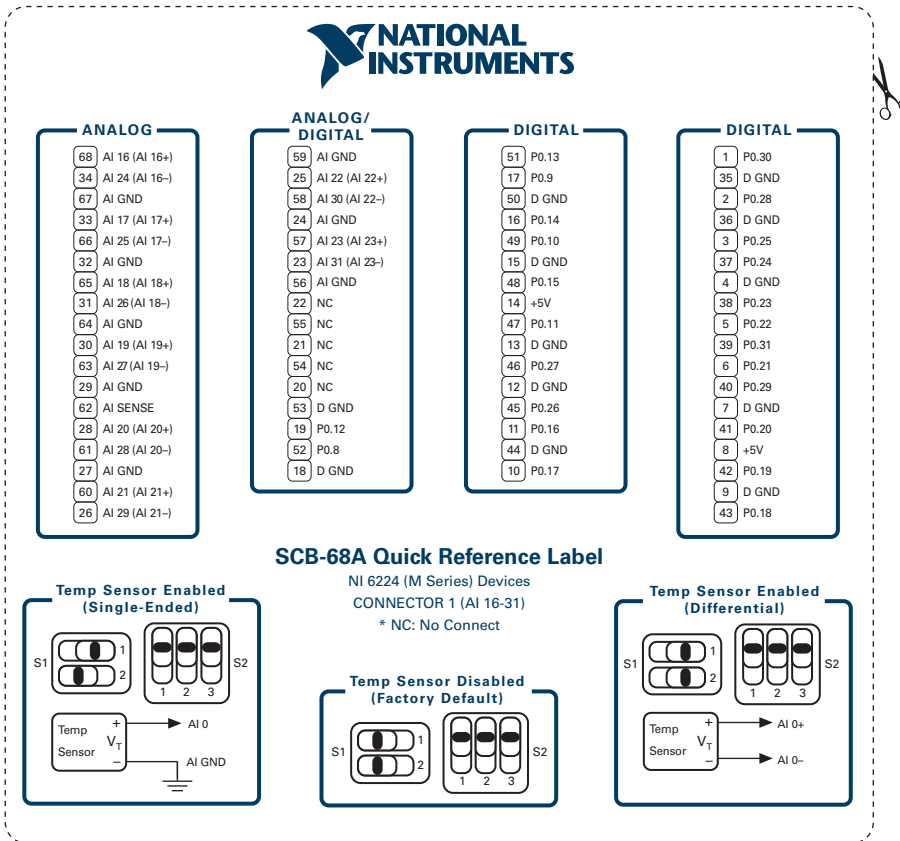 NATIONAL
INSTRUMENTS
ANALOG
68 AI 16 (AI 16+)
34 AI 24 (AI 16–)
67 AI GND
33 AI 17 (AI 17+)
66 AI 25 (AI 17–)
32 AI GND
65 AI 18 (AI 18+)
31 AI 26 (AI 18–)
64 AI GND
30 AI 19 (AI 19+)
63 AI 27 (AI 19–)
29 AI GND
62 AI SENSE
28 AI 20 (AI 20+)
61 AI 28 (AI 20–)
27 AI GND
60 AI 21 (AI 21+)
26 AI 29 (AI 21–)
ANALOG/
DIGITAL
59 AI GND
25 AI 22 (AI 22+)
58 AI 30 (AI 22–)
24 AI GND
57 AI 23 (AI 23+)
23 AI 31 (AI 23–)
56 AI GND
22 NC
55 NC
21 NC
54 NC
20 NC
53 D GND
19 P0.12
52 P0.8
18 D GND
DIGITAL
51 P0.13
17 P0.9
50 D GND
16 P0.14
49 P0.10
15 D GND
48 P0.15
14 +5V
47 P0.11
13 D GND
46 P0.27
12 D GND
45 P0.26
11 P0.16
44 D GND
10 P0.17
DIGITAL
1 P0.30
35 D GND
2 P0.28
36 D GND
3 P0.25
37 P0.24
4 D GND
38 P0.23
5 P0.22
39 P0.31
6 P0.21
40 P0.29
7 D GND
41 P0.20
8 +5V
42 P0.19
9 D GND
43 P0.18
SCB-68A Quick Reference Label
NI 6224 (M Series) Devices
CONNECTOR 1 (AI 16-31)
* NC: No Connect
Temp Sensor Enabled
(Single-Ended)
S1
1
2
S2
1 2 3
Temp
Sensor
VT
+
–
AI 0
AI GND
Temp Sensor Disabled
(Factory Default)
S1
1
2
S2
1 2 3
Temp Sensor Enabled
(Differential)
S1
1
2
S2
1 2 3
Temp
Sensor
VT
+
–
AI 0+
AI 0–